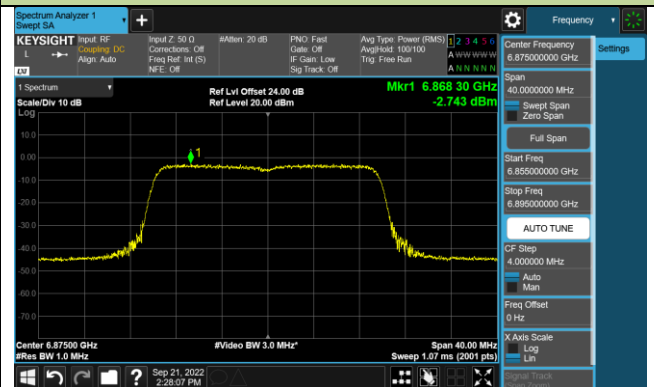 Spectrum Analyzer 1
Swept SA
Frequency
KEYSIGHT
L
LXI
Input: RF
Coupling: DC
Align: Auto
Input Z: 50 Ω
Corrections: Off
Freq Ref: Int (S)
NFE: Off
#Atten: 20 dB
PNO: Fast
Gate: Off
IF Gain: Low
Sig Track: Off
Avg Type: Power (RMS)
Avg|Hold: 100/100
Trig: Free Run
1 2 3 4 5 6
A W W W W W
A N N N N N
1 Spectrum
Scale/Div 10 dB
Log
Ref Lvl Offset 24.00 dB
Ref Level 20.00 dBm
Mkr1 6.868 30 GHz
-2.743 dBm
1
10.0
0.00
-10.0
-20.0
-30.0
-40.0
-50.0
-60.0
-70.0
Center 6.87500 GHz
#Res BW 1.0 MHz
#Video BW 3.0 MHz*
Span 40.00 MHz
Sweep 1.07 ms (2001 pts)
Sep 21, 2022
2:28:07 PM
Center Frequency
6.875000000 GHz
Span
40.0000000 MHz
Swept Span
Zero Span
Full Span
Start Freq
6.855000000 GHz
Stop Freq
6.895000000 GHz
AUTO TUNE
CF Step
4.000000 MHz
Auto
Man
Freq Offset
0 Hz
X Axis Scale
Log
Lin
Signal Track
(Span Zoom)
Settings